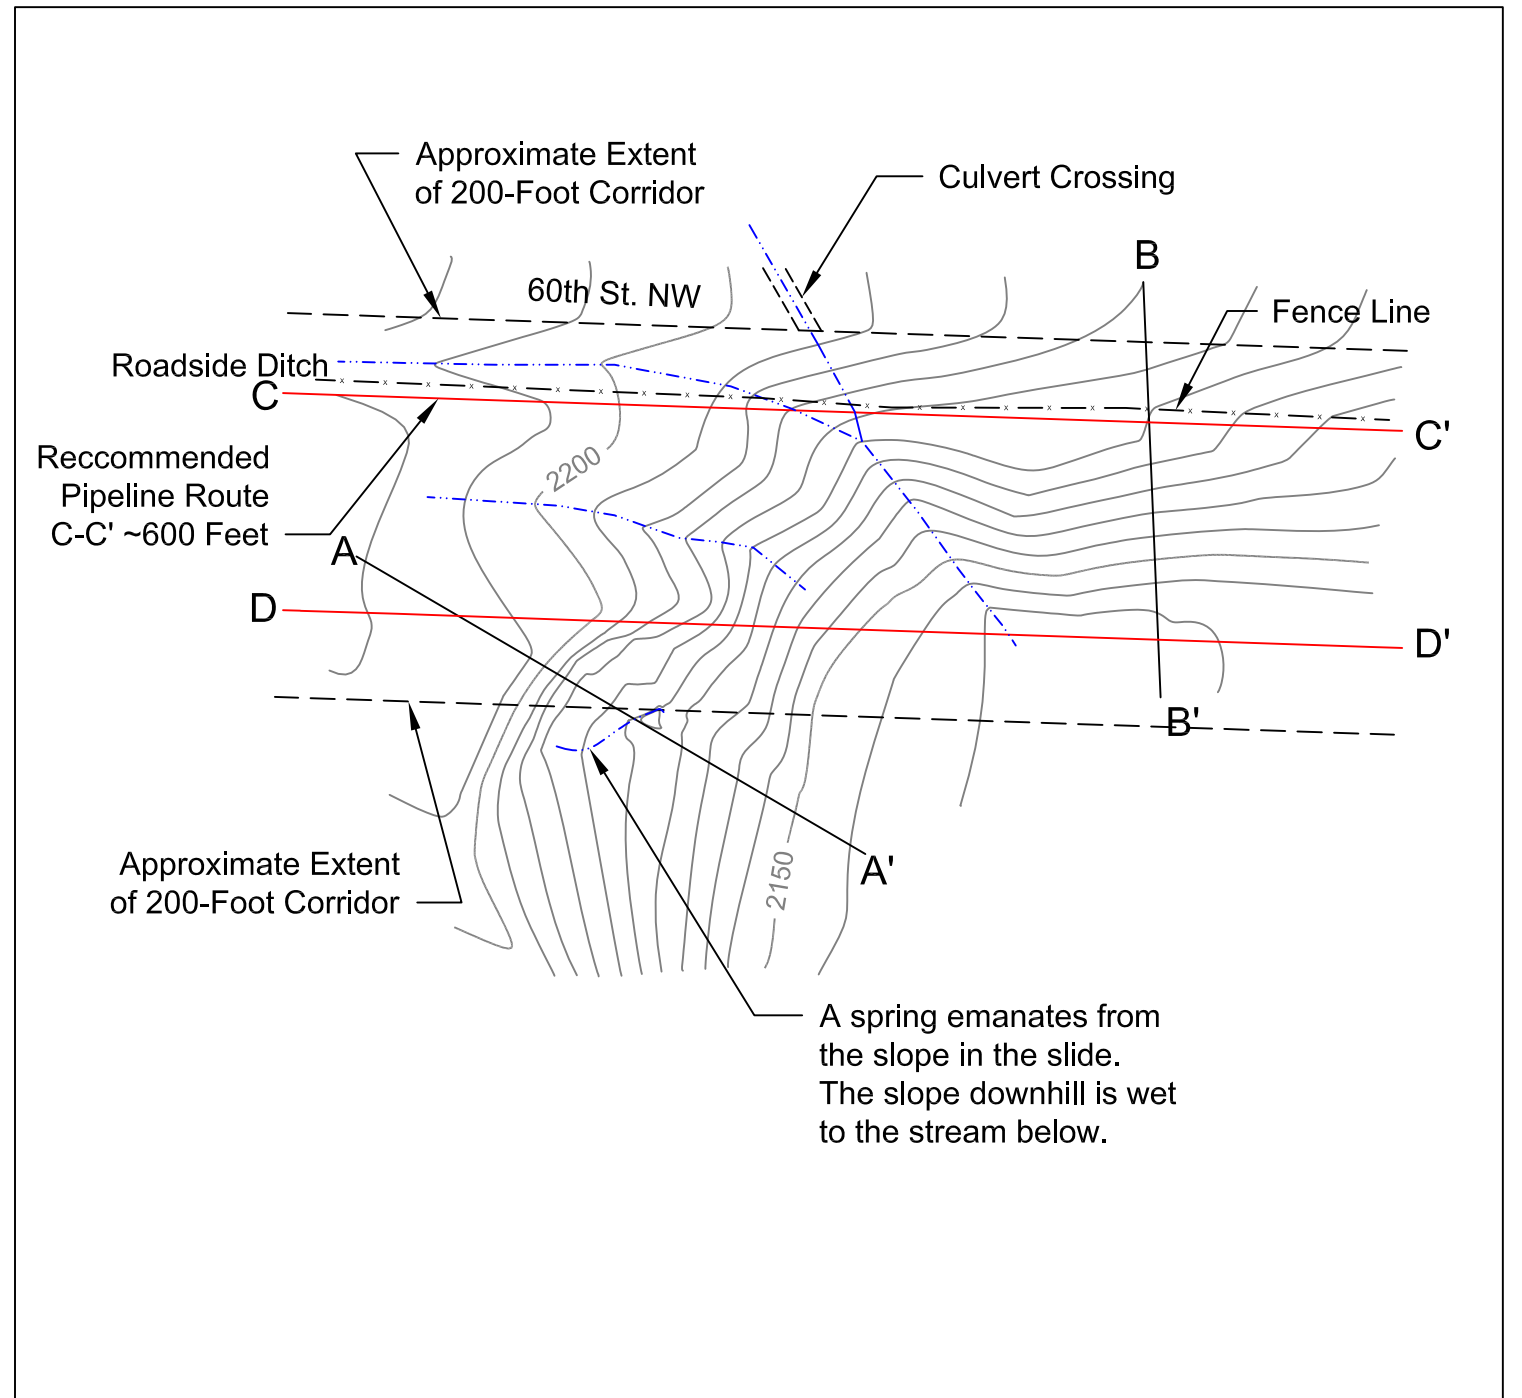 Approximate Extent
of 200-Foot Corridor
Culvert Crossing
B
60th St. NW
Fence Line
Roadside Ditch
C
C'
Reccommended
Pipeline Route
C-C' ~600 Feet
2200
A
D
D'
B'
Approximate Extent
of 200-Foot Corridor
2150
A'
A spring emanates from
the slope in the slide.
The slope downhill is wet
to the stream below.